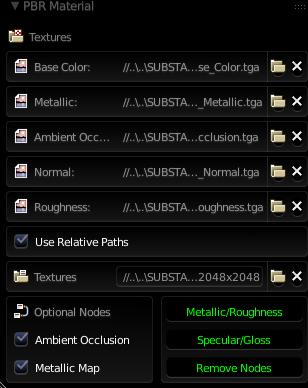 PBR Material
Textures
Base Color: //..\..\SUBSTA...se_Color.tga
Metallic: //..\..\SUBSTA..._Metallic.tga
Ambient Occ... //..\..\SUBSTA...cclusion.tga
Normal: //..\..\SUBSTA..._Normal.tga
Roughness: //..\..\SUBSTA...oughness.tga
Use Relative Paths
Textures //..\..\SUBSTA...2048x2048
Optional Nodes
Ambient Occlusion
Metallic Map
Metallic/Roughness
Specular/Gloss
Remove Nodes